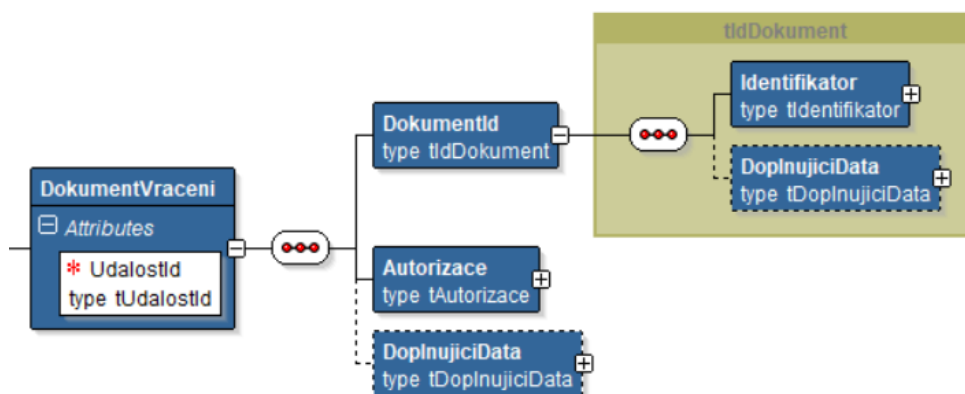 tIdDokument
Identifikator
type tIdentifikator
DokumentId
type tIdDokument
DoplnujiciData
type tDoplnujiciData
DokumentVraceni
Attributes
* UdalostId
type tUdalostId
Autorizace
type tAutorizace
DoplnujiciData
type tDoplnujiciData